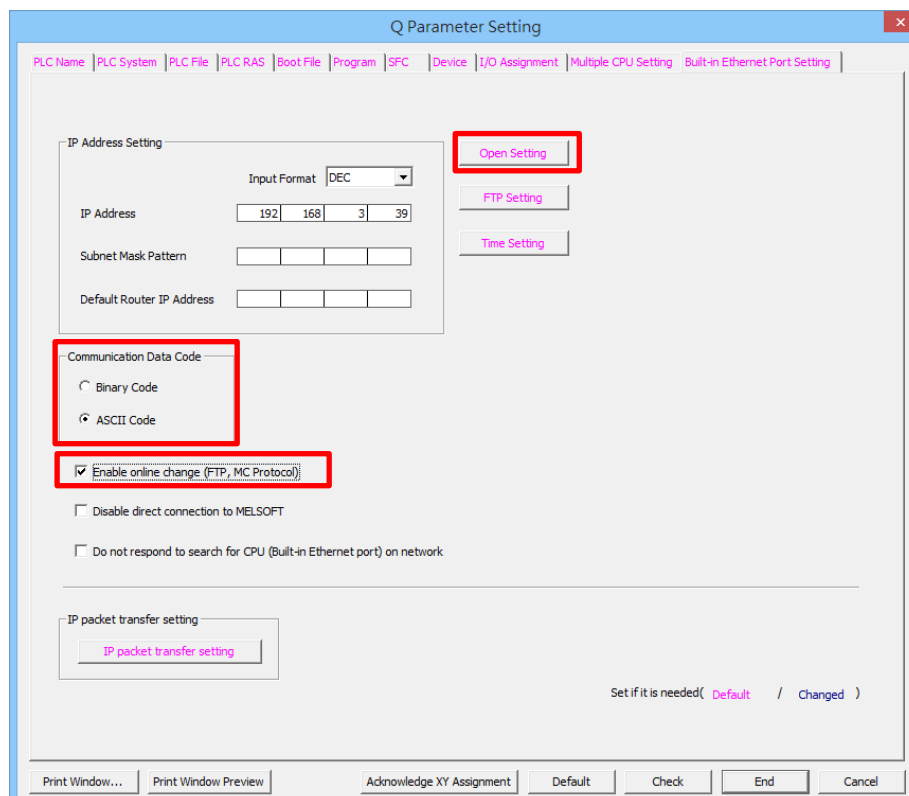 Q Parameter Setting
PLC Name PLC System PLC File PLC RAS Boot File Program SFC Device I/O Assignment Multiple CPU Setting Built-in Ethernet Port Setting
IP Address Setting
Open Setting
Input Format DEC
FTP Setting
IP Address 192 168 3 39
Time Setting
Subnet Mask Pattern
Default Router IP Address
Communication Data Code
Binary Code
ASCII Code
Enable online change (FTP, MC Protocol)
Disable direct connection to MELSOFT
Do not respond to search for CPU (Built-in Ethernet port) on network
IP packet transfer setting
IP packet transfer setting
Set if it is needed( Default / Changed )
Print Window... Print Window Preview Acknowledge XY Assignment Default Check End Cancel